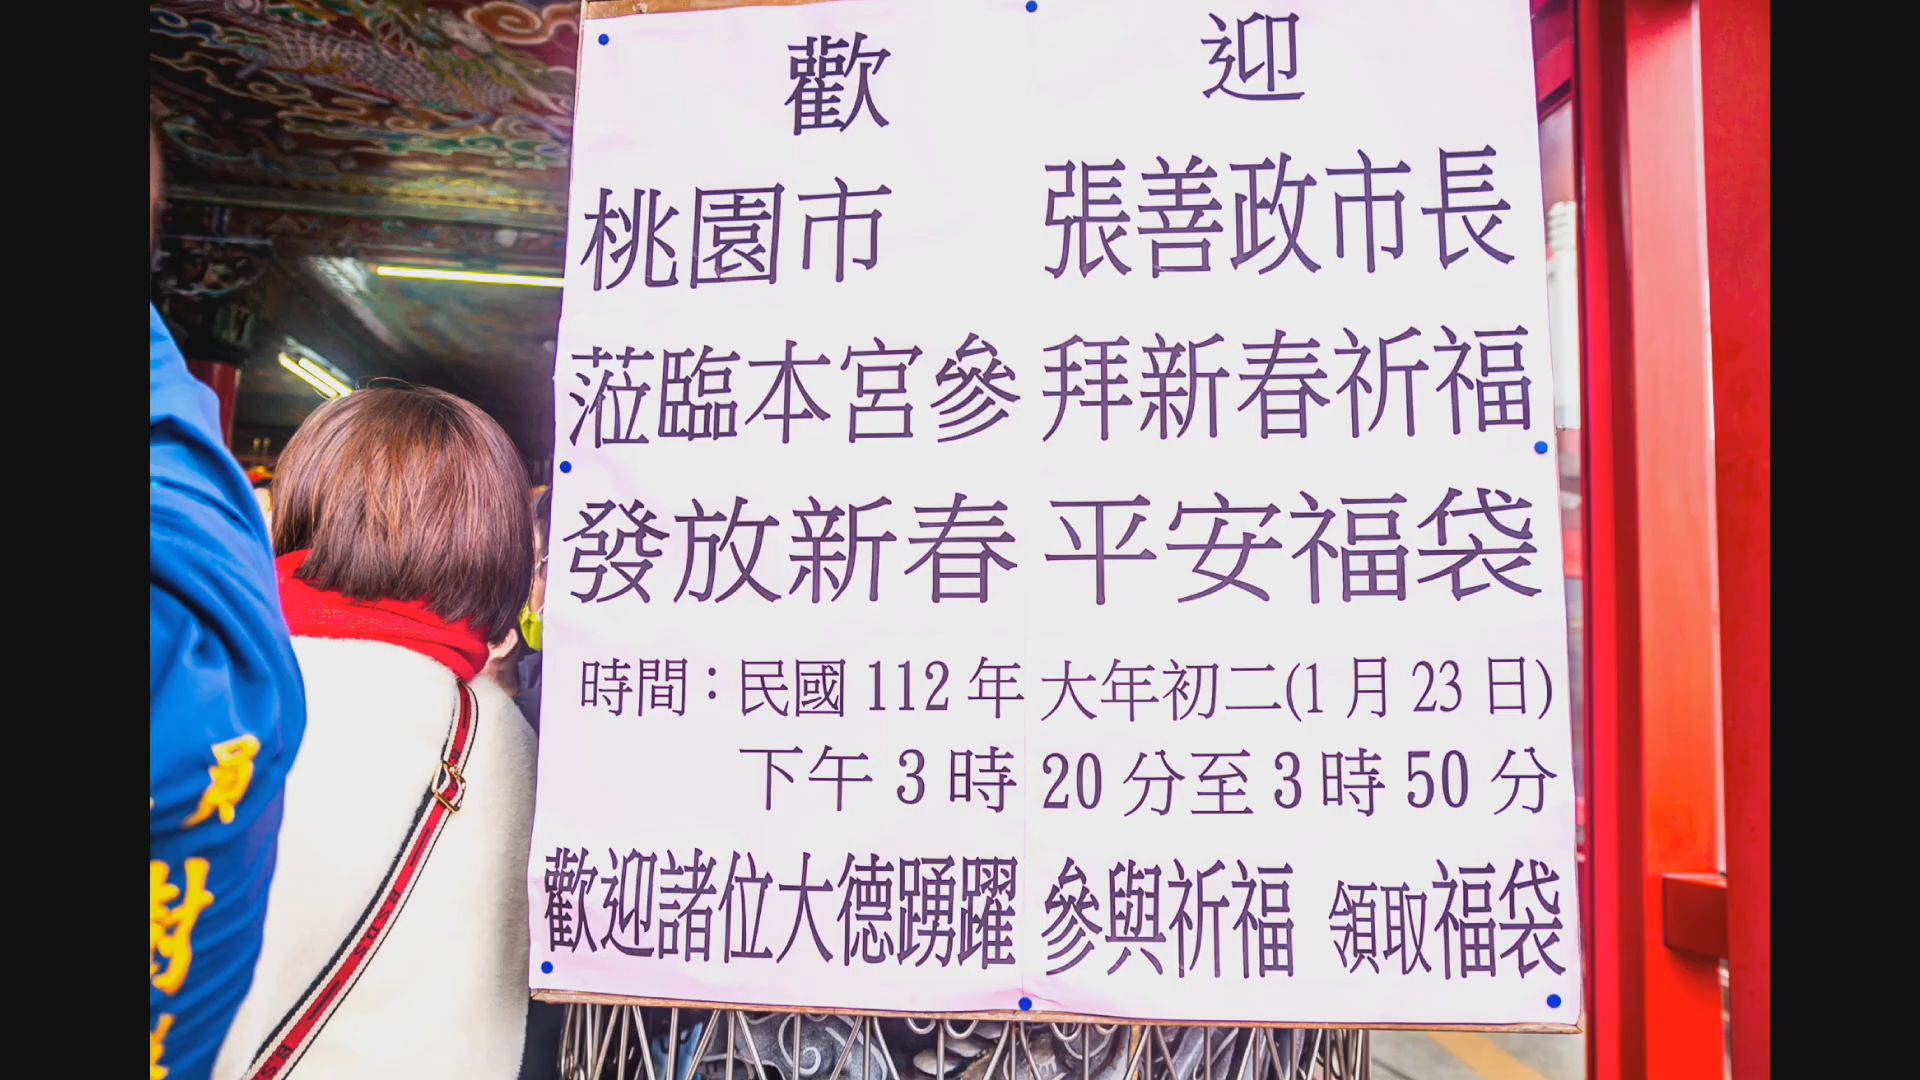 歡迎
桃園市 張善政市長
蒞臨本宮參拜新春祈福
發放新春平安福袋
時間：民國112年大年初二(1月23日)
下午3時20分至3時50分
歡迎諸位大德踴躍參與祈福 領取福袋
員
樹